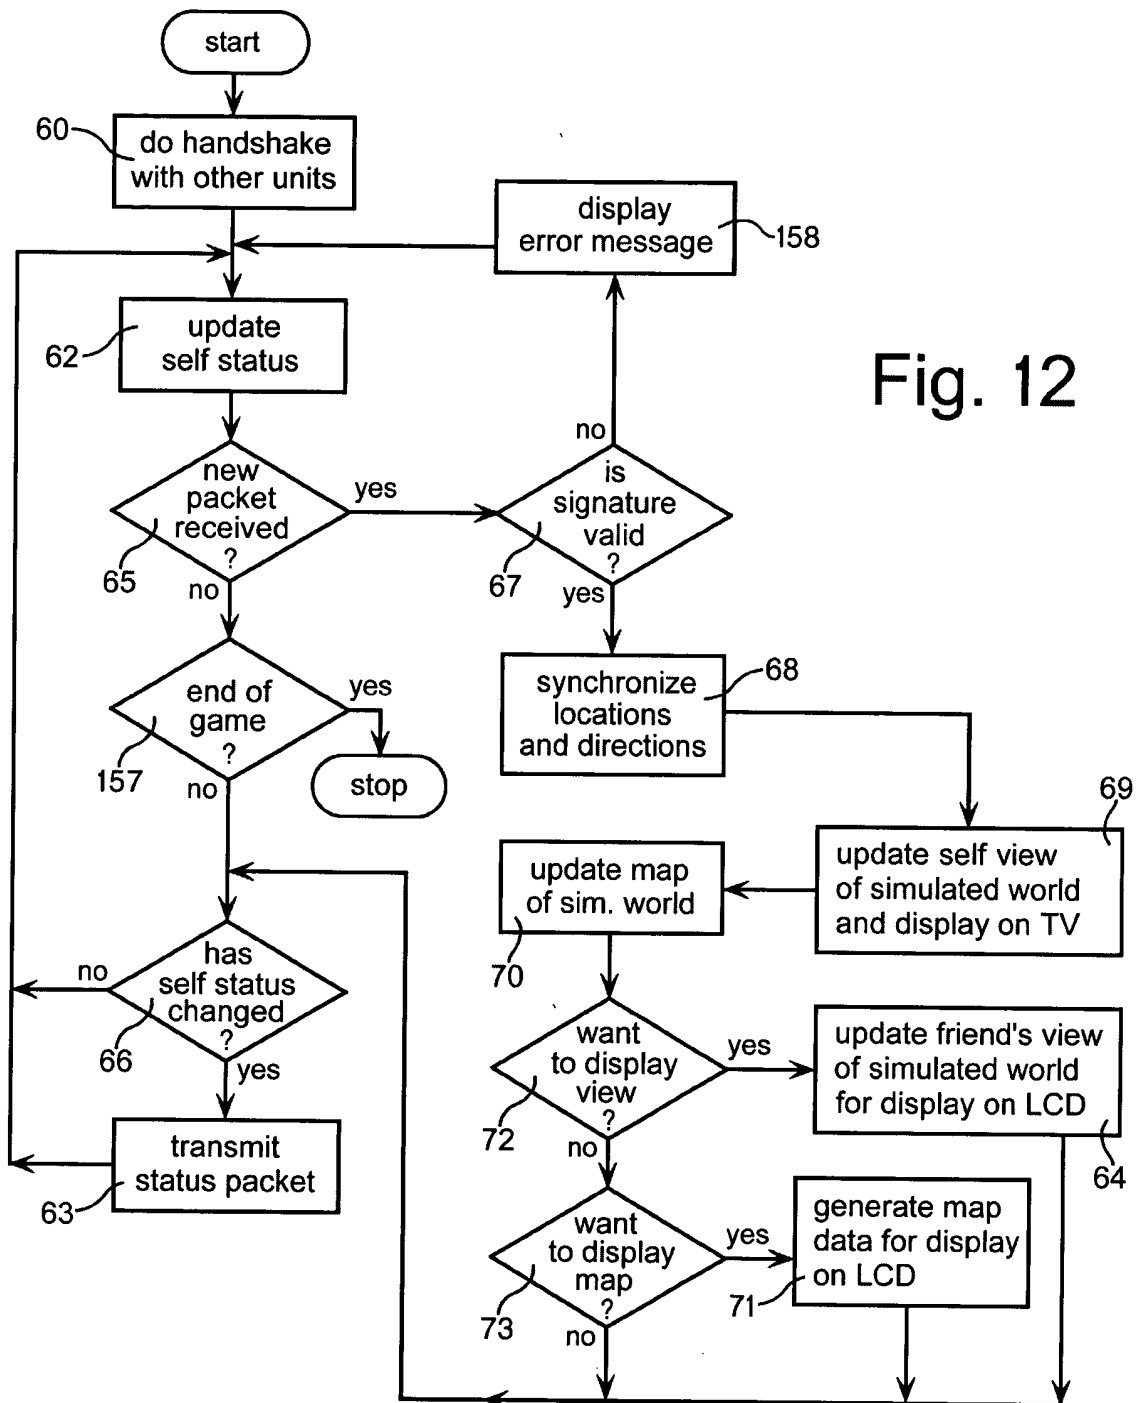 start
60
do handshake
with other units
display
error message
158
62
update
self status
Fig. 12
new
packet
received
?
65
yes
no
no
is
signature
valid
?
67
yes
end of
game
?
157
yes
stop
no
synchronize
locations
and directions
68
69
update self view
of simulated world
and display on TV
update map
of sim. world
70
has
self status
changed
?
66
no
yes
want
to display
view
?
72
yes
no
update friend's view
of simulated world
for display on LCD
64
transmit
status packet
63
want
to display
map
?
73
yes
no
generate map
data for display
on LCD
71